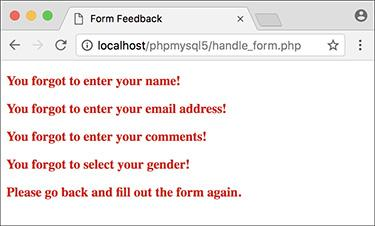 Form Feedback
localhost/phpmysql5/handle_form.php
You forgot to enter your name!
You forgot to enter your email address!
You forgot to enter your comments!
You forgot to select your gender!
Please go back and fill out the form again.